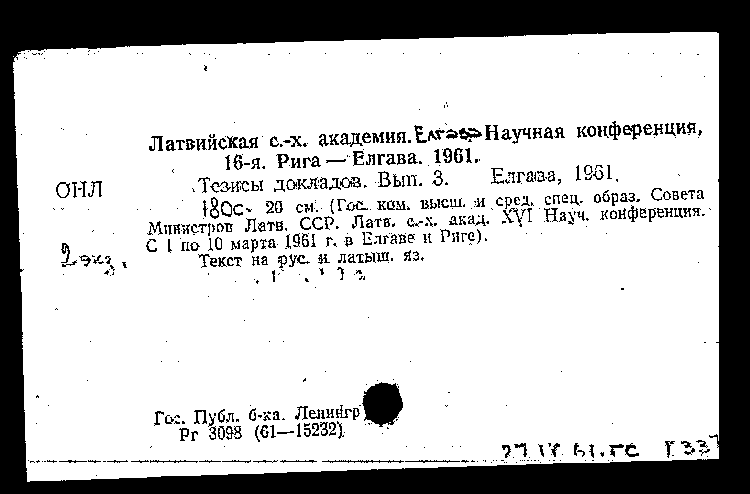 Латвийская с.-х. академия. Елгава Научная конференция,
16-я. Рига — Елгава. 1961.
ОНЛ
Тезисы докладов. Вып. 3. Елгава, 1961.
180с. 20 см. (Гос. ком. высш. и сред. спец. образ. Совета
Министров Латв. ССР. Латв. с.-х. акад. XVI Науч. конференция.
С 1 по 10 марта 1961 г. в Елгаве и Риге).
2 экз.
Текст на рус. и латыш. яз.
Гос. Публ. б-ка. Ленингр
Рг 3098 (61—15232)